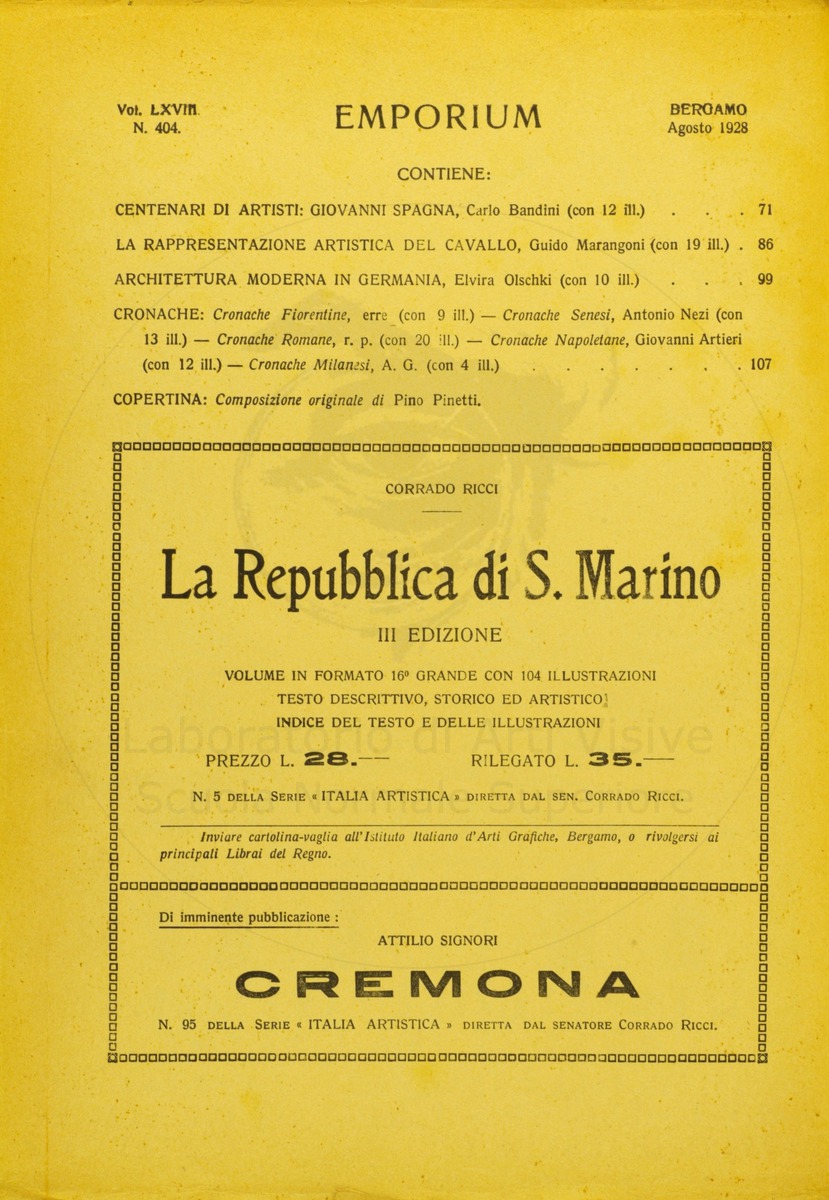 Vol. LXVIII.
N. 404.
EMPORIUM
BERGAMO
Agosto 1928
CONTIENE:
CENTENARI DI ARTISTI: GIOVANNI SPAGNA, Carlo Bandini (con 12 ill.) . . . 71
LA RAPPRESENTAZIONE ARTISTICA DEL CAVALLO, Guido Marangoni (con 19 ill.) . 86
ARCHITETTURA MODERNA IN GERMANIA, Elvira Olschki (con 10 ill.) . . . 99
CRONACHE: Cronache Fiorentine, erre (con 9 ill.) — Cronache Senesi, Antonio Nezi (con
13 ill.) — Cronache Romane, r. p. (con 20 ill.) — Cronache Napoletane, Giovanni Artieri
(con 12 ill.) — Cronache Milanesi, A. G. (con 4 ill.) . . . . . . . 107
COPERTINA: Composizione originale di Pino Pinetti.
CORRADO RICCI
La Repubblica di S. Marino
III EDIZIONE
VOLUME IN FORMATO 16º GRANDE CON 104 ILLUSTRAZIONI
TESTO DESCRITTIVO, STORICO ED ARTISTICO
INDICE DEL TESTO E DELLE ILLUSTRAZIONI
PREZZO L. 28.— RILEGATO L. 35.—
N. 5 DELLA SERIE « ITALIA ARTISTICA » DIRETTA DAL SEN. CORRADO RICCI.
Inviare cartolina-vaglia all'Istituto Italiano d'Arti Grafiche, Bergamo, o rivolgersi ai
principali Librai del Regno.
Di imminente pubblicazione :
ATTILIO SIGNORI
CREMONA
N. 95 DELLA SERIE « ITALIA ARTISTICA » DIRETTA DAL SENATORE CORRADO RICCI.